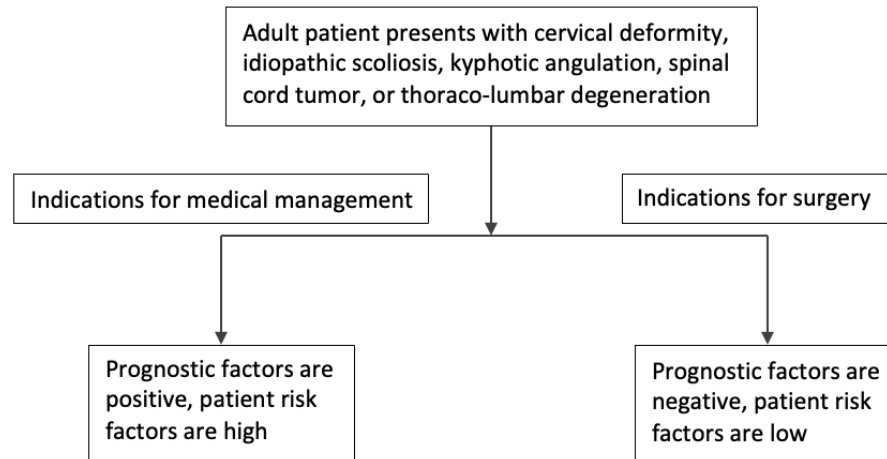 Adult patient presents with cervical deformity,
idiopathic scoliosis, kyphotic angulation, spinal
cord tumor, or thoraco-lumbar degeneration
Indications for medical management
Indications for surgery
Prognostic factors are
positive, patient risk
factors are high
Prognostic factors are
negative, patient risk
factors are low